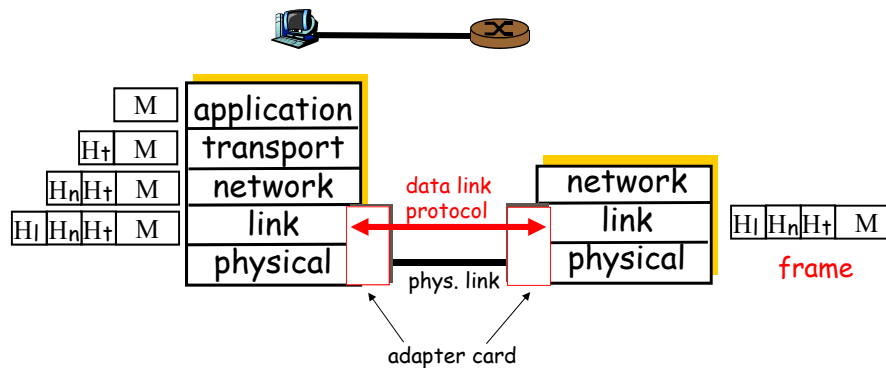 M application
Ht M transport
Hn Ht M network
Hl Hn Ht M link
physical
data link
protocol
phys. link
adapter card
network
link
physical
Hl Hn Ht M
frame